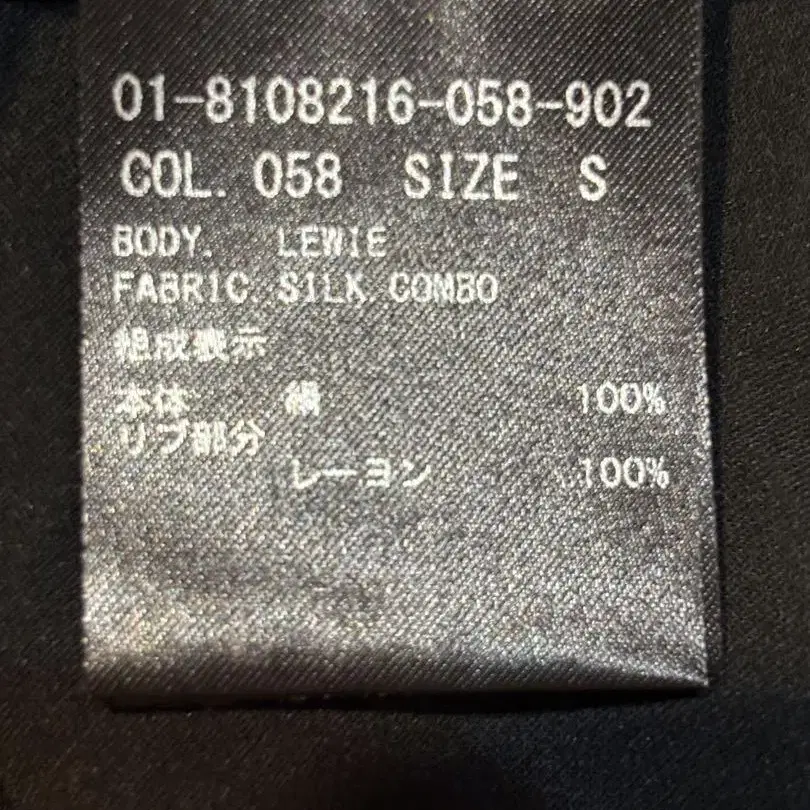 01-8108216-058-902
COL. 058 SIZE S
BODY. LEWIE
FABRIC. SILK COMBO
組成表示
本体 絹 100%
リブ部分
レーヨン 100%